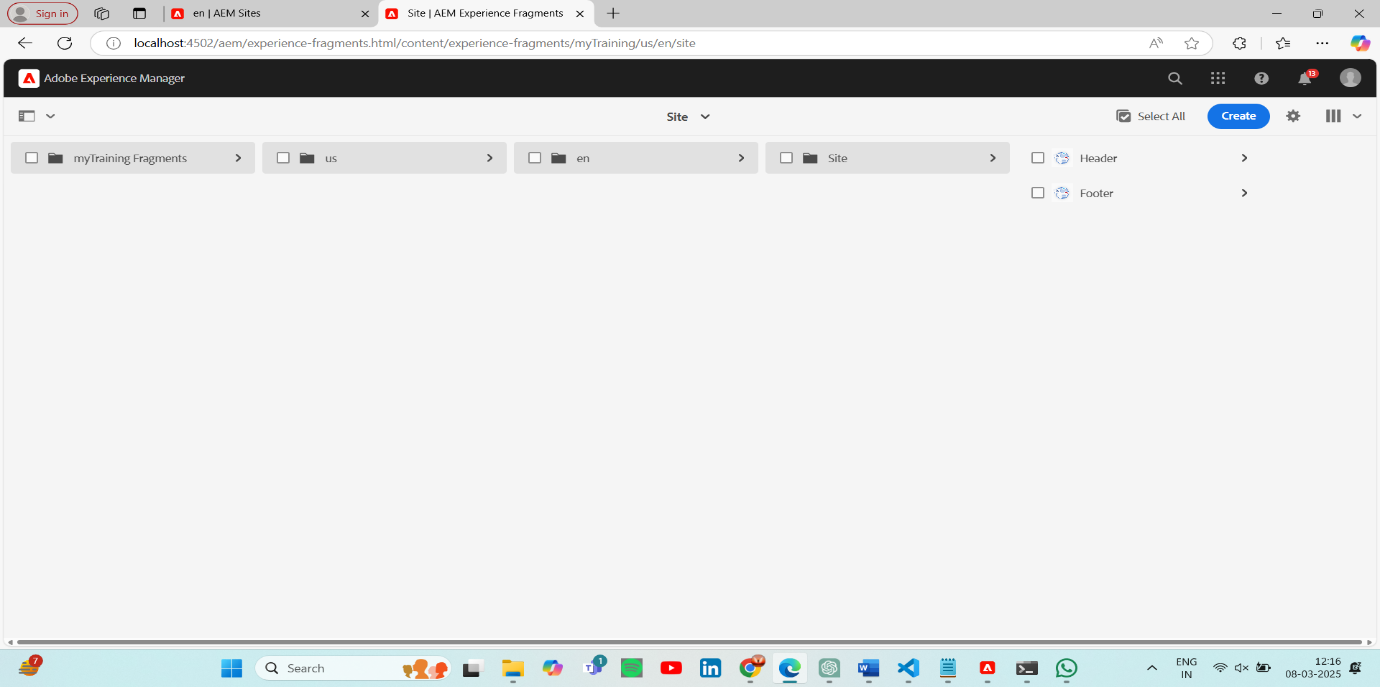 Sign in
en | AEM Sites
Site | AEM Experience Fragments
localhost:4502/aem/experience-fragments.html/content/experience-fragments/myTraining/us/en/site
Adobe Experience Manager
13
Site
Select All
Create
myTraining Fragments
us
en
Site
Header
Footer
7
Search
1
ENG
IN
12:16
08-03-2025